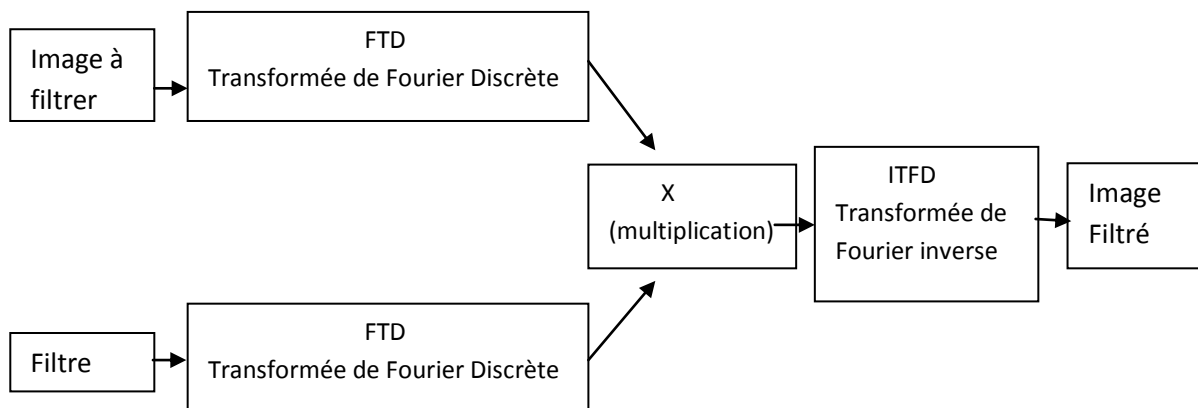 Image à
filtrer
FTD
Transformée de Fourier Discrète
X
(multiplication)
ITFD
Transformée de
Fourier inverse
Image
Filtré
Filtre
FTD
Transformée de Fourier Discrète